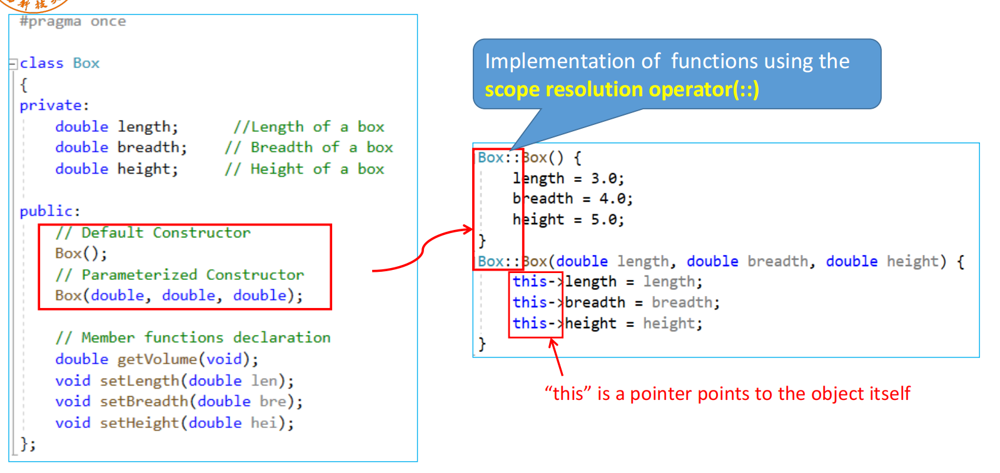 科技
#pragma once
class Box
{
private:
double length; //Length of a box
double breadth; // Breadth of a box
double height; // Height of a box
public:
// Default Constructor
Box();
// Parameterized Constructor
Box(double, double, double);
// Member functions declaration
double getVolume(void);
void setLength(double len);
void setBreadth(double bre);
void setHeight(double hei);
};
Implementation of functions using the
scope resolution operator(::)
Box::Box() {
length = 3.0;
breadth = 4.0;
height = 5.0;
}
Box::Box(double length, double breadth, double height) {
this->length = length;
this->breadth = breadth;
this->height = height;
}
“this” is a pointer points to the object itself